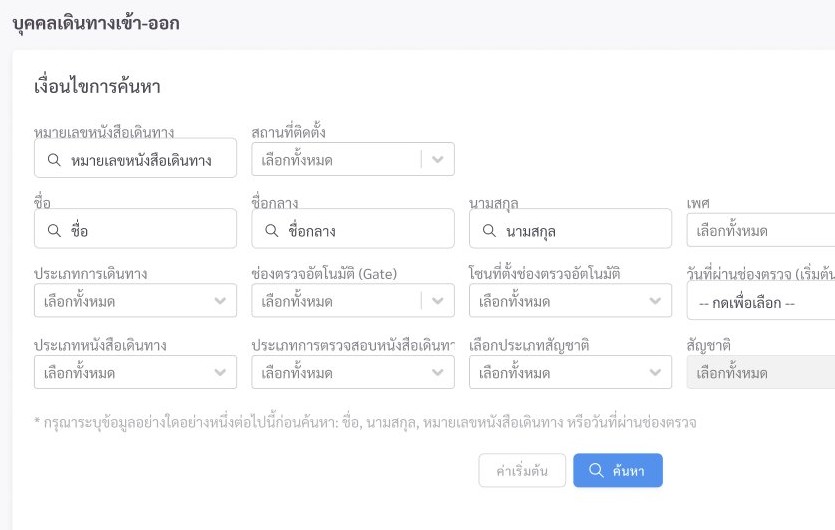 บุคคลเดินทางเข้า-ออก
เงื่อนไขการค้นหา
หมายเลขหนังสือเดินทาง สถานที่ติดตั้ง
หมายเลขหนังสือเดินทาง เลือกทั้งหมด
ชื่อ ชื่อกลาง นามสกุล เพศ
ชื่อ ชื่อกลาง นามสกุล เลือกทั้งหมด
ประเภทการเดินทาง ช่องตรวจอัตโนมัติ (Gate) โซนที่ตั้งช่องตรวจอัตโนมัติ วันที่ผ่านช่องตรวจ (เริ่มต้น
เลือกทั้งหมด เลือกทั้งหมด เลือกทั้งหมด -- กดเพื่อเลือก --
ประเภทหนังสือเดินทาง ประเภทการตรวจสอบหนังสือเดินทา เลือกประเภทสัญชาติ สัญชาติ
เลือกทั้งหมด เลือกทั้งหมด เลือกทั้งหมด เลือกทั้งหมด
* กรุณาระบุข้อมูลอย่างใดอย่างหนึ่งต่อไปนี้ก่อนค้นหา: ชื่อ, นามสกุล, หมายเลขหนังสือเดินทาง หรือวันที่ผ่านช่องตรวจ
ค่าเริ่มต้น ค้นหา